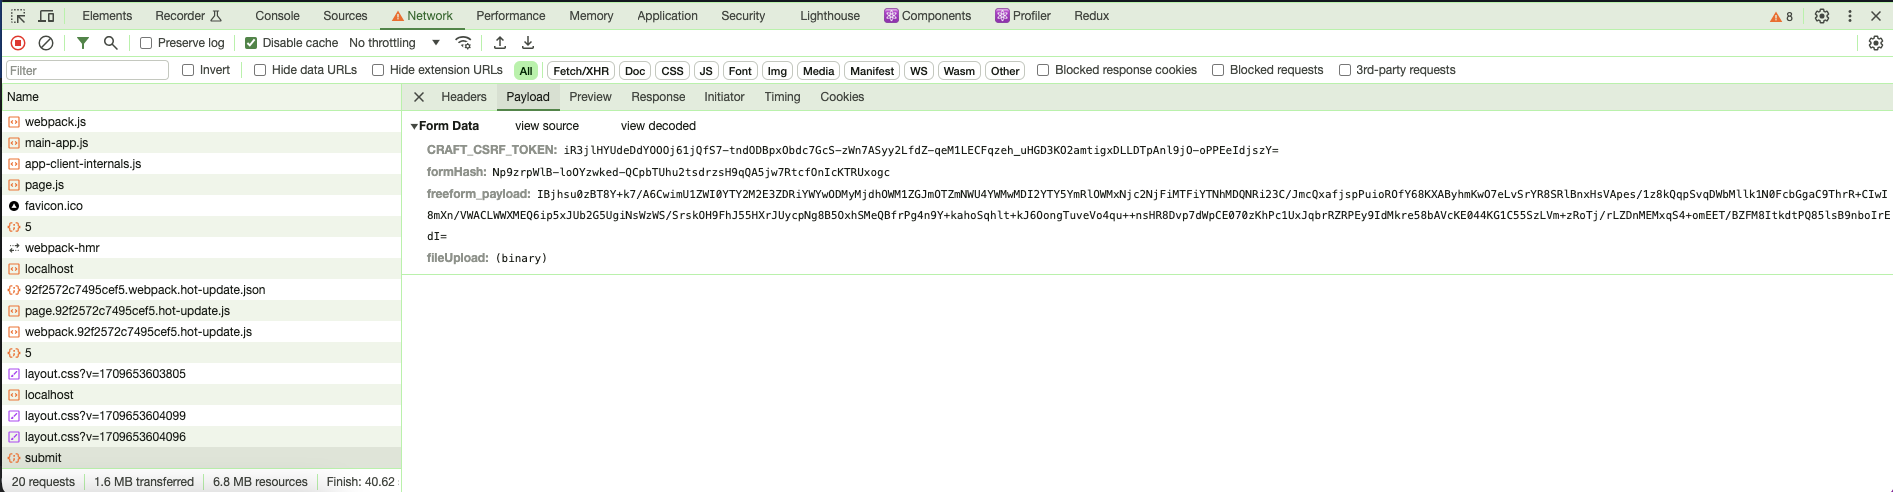 Elements Recorder Console Sources Network Performance Memory Application Security Lighthouse Components Profiler Redux 8
Preserve log Disable cache No throttling
Filter Invert Hide data URLs Hide extension URLs All Fetch/XHR Doc CSS JS Font Img Media Manifest WS Wasm Other Blocked response cookies Blocked requests 3rd-party requests
Name
Headers Payload Preview Response Initiator Timing Cookies
webpack.js
main-app.js
app-client-internals.js
page.js
favicon.ico
5
webpack-hmr
localhost
92f2572c7495cef5.webpack.hot-update.json
page.92f2572c7495cef5.hot-update.js
webpack.92f2572c7495cef5.hot-update.js
5
layout.css?v=1709653603805
localhost
layout.css?v=1709653604099
layout.css?v=1709653604096
submit
20 requests 1.6 MB transferred 6.8 MB resources Finish: 40.62
Form Data view source view decoded
CRAFT_CSRF_TOKEN: iR3jlHYUdeDdYOOOj61jQfS7-tndODBpxObdc7GcS-zWn7ASyy2LfdZ-qeM1LECFqzeh_uHGD3KO2amtigxDLLDTpAnl9jO-oPPEeIdjszY=
formHash: Np9zrpWlB-loOYzwked-QCpbTUhu2tsdrzsH9qQA5jw7RtcfOnIcKTRUxogc
freeform_payload: IBjhsu0zBT8Y+k7/A6CwimU1ZWI0YTY2M2E3ZDRiYWYwODMyMjdhOWM1ZGJmOTZmNWU4YWMwMDI2YTY5YmRlOWMxNjc2NjFiMTFiYTNhMDQNRi23C/JmcQxafjspPuioROfY68KXAByhmKwO7eLvSrYR8SRlBnxHsVApes/1z8kQqpSvqDWbMllk1N0FcbGgaC9ThrR+CIwI
8mXn/VWACLWWXMEQ6ip5xJUb2G5UgiNsWzWS/SrskOH9FhJ55HXrJUycpNg8B5OxhSMeQBfrPg4n9Y+kahoSqhlt+kJ6OongTuveVo4qu++nsHR8Dvp7dWpCE070zKhPc1UxJqbrRZRPEy9IdMkre58bAVcKE044KG1C55SzLVm+zRoTj/rLZDnMEMxqS4+omEET/BZFM8ItkdtPQ85lsB9nboIrE
dI=
fileUpload: (binary)